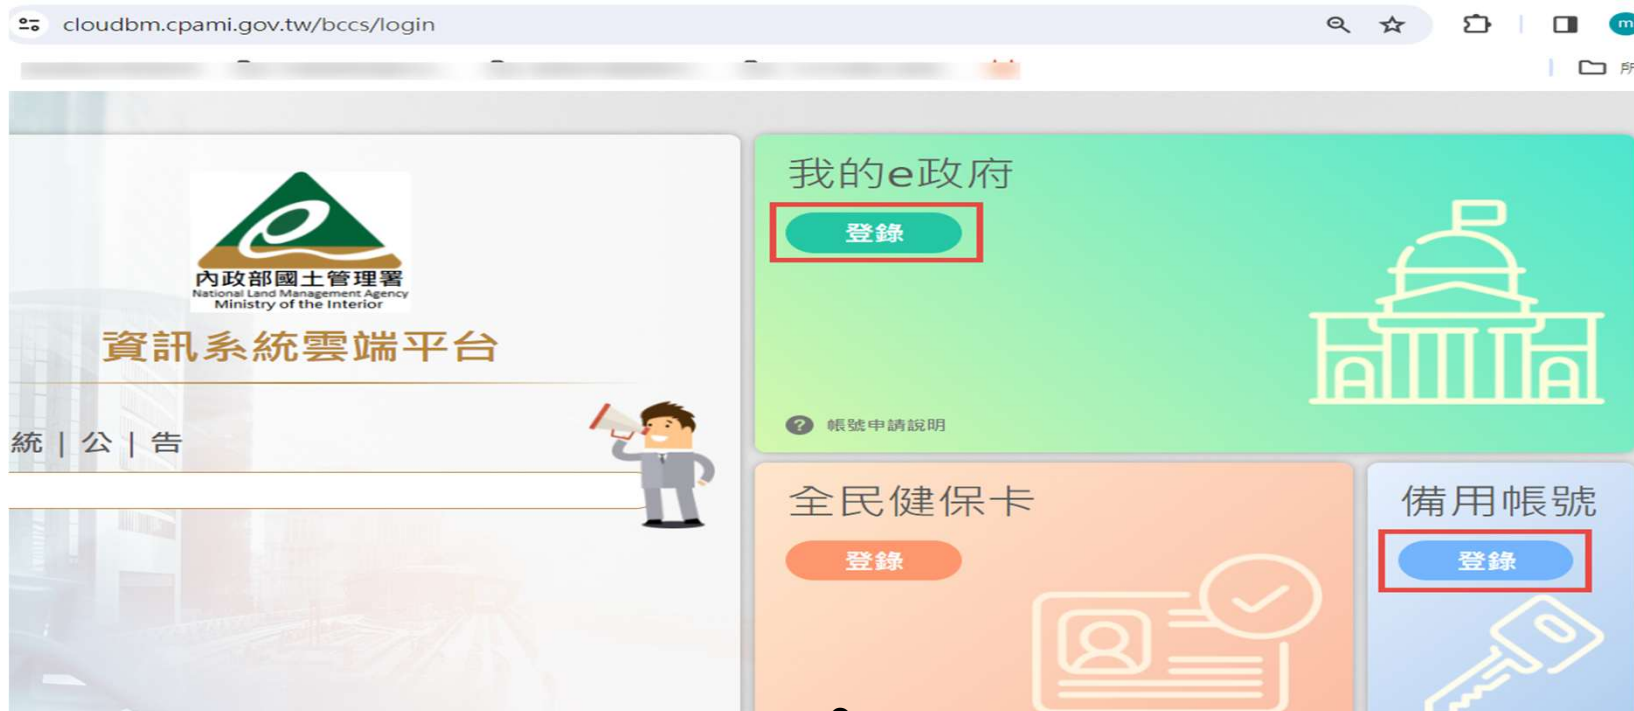 cloudbm.cpami.gov.tw/bccs/login
m
所
內政部國土管理署
National Land Management Agency
Ministry of the Interior
資訊系統雲端平台
統 | 公 | 告
我的e政府
登錄
? 帳號申請說明
全民健保卡
登錄
備用帳號
登錄